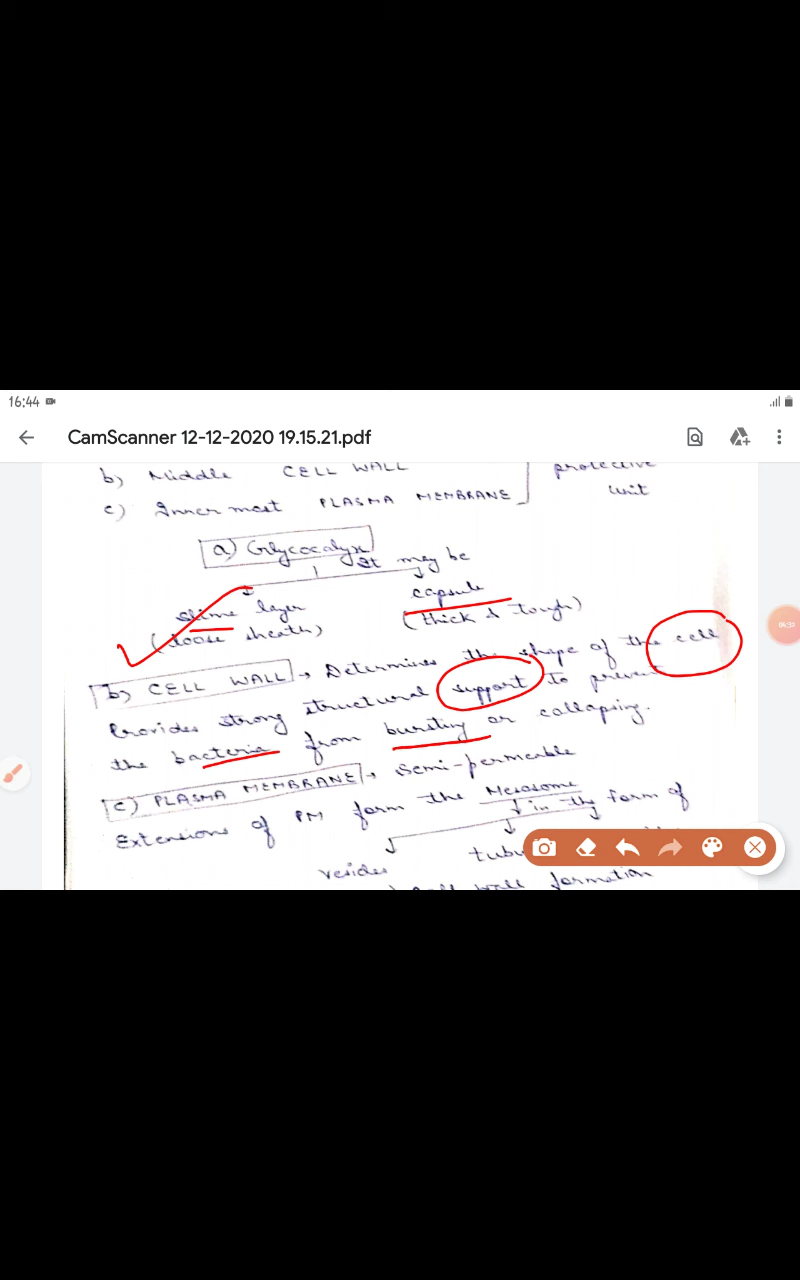 16:44
CamScanner 12-12-2020 19.15.21.pdf
b) Middle CELL WALL protective
c) Inner most PLASMA MEMBRANE unit
a) Glycocalyx
It may be
slime layer capsule
(loose sheath) (thick & tough)
b) CELL WALL → Determines the shape of the cell
Provides strong structural support to prevent
the bacteria from bursting or collapsing.
c) PLASMA MEMBRANE → semi-permeable
Extensions of PM form the Mesosome
in the form of
vesicles
wall formation